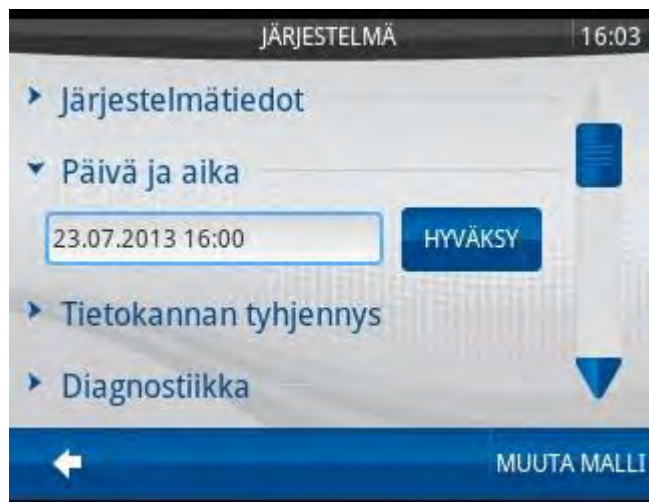 JÄRJESTELMÄ 16:03
Järjestelmätiedot
Päivä ja aika
23.07.2013 16:00 HYVÄKSY
Tietokannan tyhjennys
Diagnostiikka
MUUTA MALLI